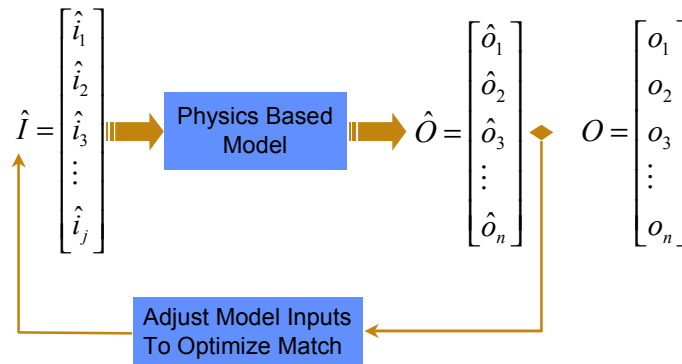 Î = [î₁ î₂ î₃ ⋮ îⱼ]
Physics Based
Model
Ô = [ô₁ ô₂ ô₃ ⋮ ôₙ]
O = [o₁ o₂ o₃ ⋮ oₙ]
Adjust Model Inputs
To Optimize Match